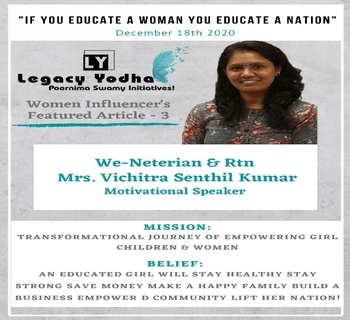 "IF YOU EDUCATE A WOMAN YOU EDUCATE A NATION"
December 18th 2020
LY
Legacy Yodha
Poornima Swamy Initiatives!
Women Influencer's
Featured Article - 3
We-Neterian & Rtn
Mrs. Vichitra Senthil Kumar
Motivational Speaker
MISSION:
TRANSFORMATIONAL JOURNEY OF EMPOWERING GIRL
CHILDREN & WOMEN
BELIEF:
AN EDUCATED GIRL WILL STAY HEALTHY STAY
STRONG SAVE MONEY MAKE A HAPPY FAMILY BUILD A
BUSINESS EMPOWER D COMMUNITY LIFT HER NATION!